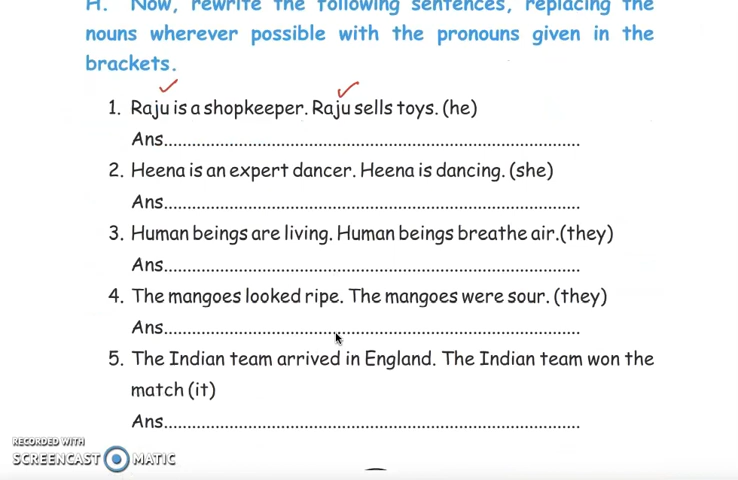 H. Now, rewrite the following sentences, replacing the
nouns wherever possible with the pronouns given in the
brackets.
1. Raju is a shopkeeper. Raju sells toys. (he)
Ans..................................................................................
2. Heena is an expert dancer. Heena is dancing. (she)
Ans..................................................................................
3. Human beings are living. Human beings breathe air.(they)
Ans..................................................................................
4. The mangoes looked ripe. The mangoes were sour. (they)
Ans..................................................................................
5. The Indian team arrived in England. The Indian team won the
match (it)
Ans..................................................................................
RECORDED WITH
SCREENCAST MATIC